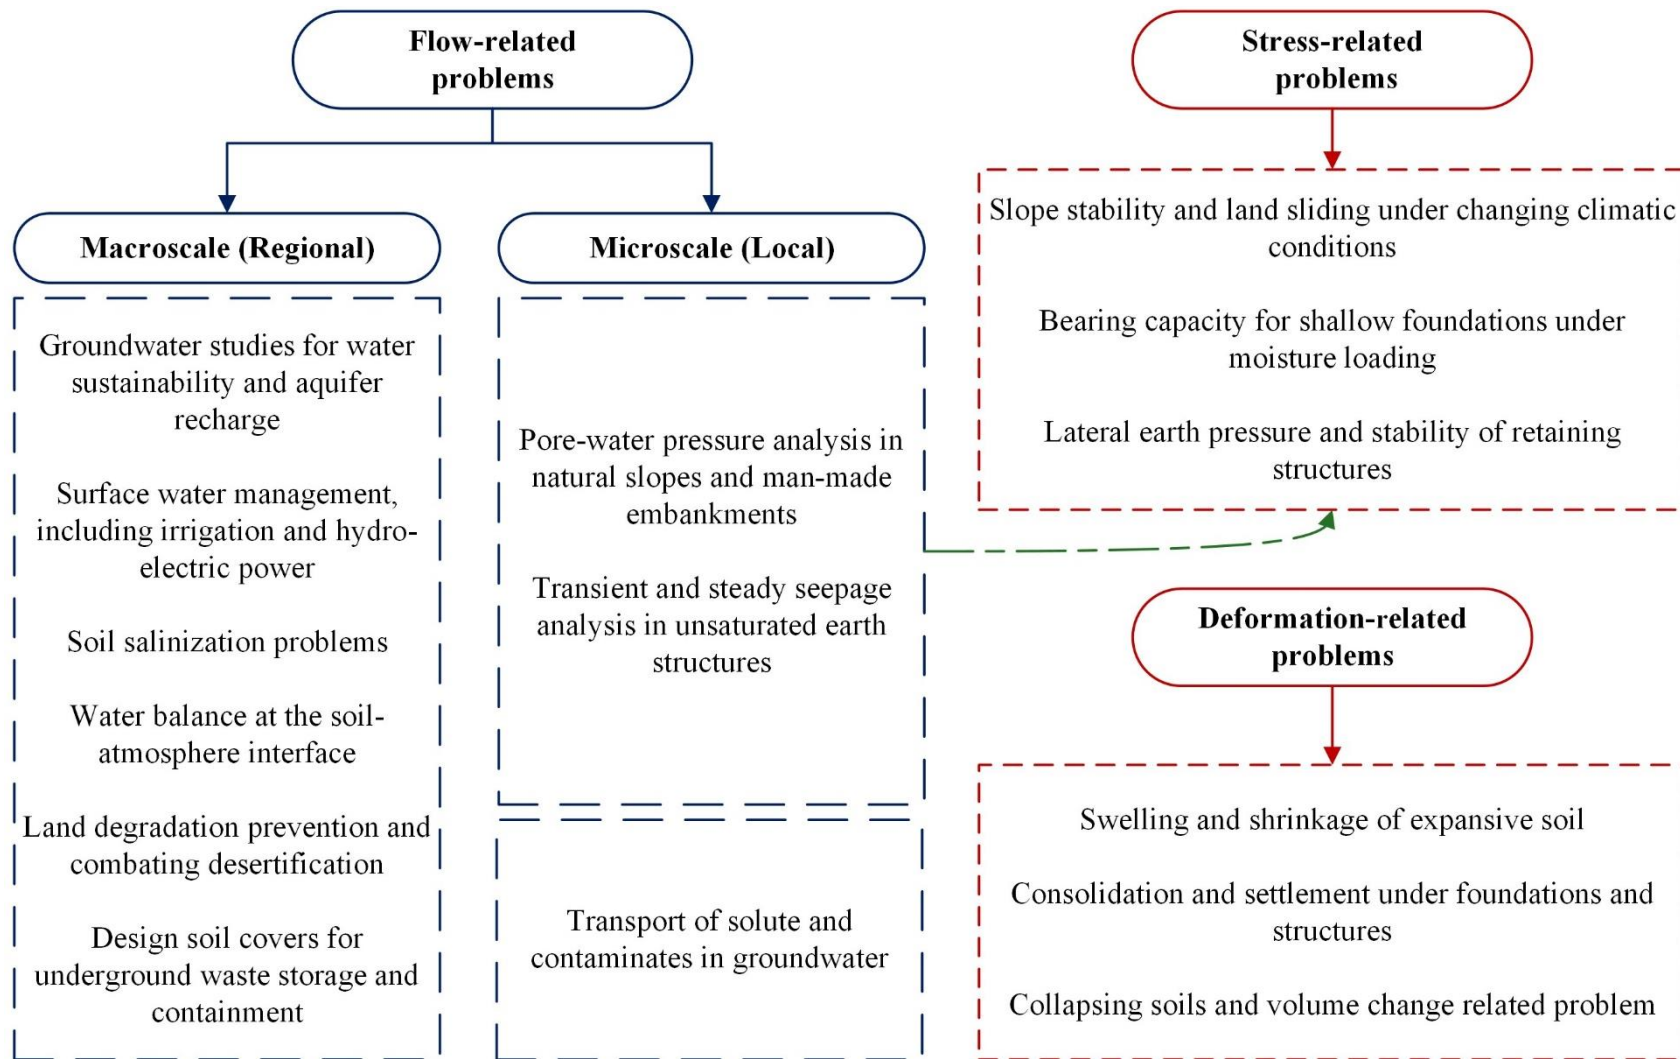 Flow-related
problems
Macroscale (Regional)
Groundwater studies for water
sustainability and aquifer
recharge
Surface water management,
including irrigation and hydro-
electric power
Soil salinization problems
Water balance at the soil-
atmosphere interface
Land degradation prevention and
combating desertification
Design soil covers for
underground waste storage and
containment
Microscale (Local)
Pore-water pressure analysis in
natural slopes and man-made
embankments
Transient and steady seepage
analysis in unsaturated earth
structures
Transport of solute and
contaminates in groundwater
Stress-related
problems
Slope stability and land sliding under changing climatic
conditions
Bearing capacity for shallow foundations under
moisture loading
Lateral earth pressure and stability of retaining
structures
Deformation-related
problems
Swelling and shrinkage of expansive soil
Consolidation and settlement under foundations and
structures
Collapsing soils and volume change related problem